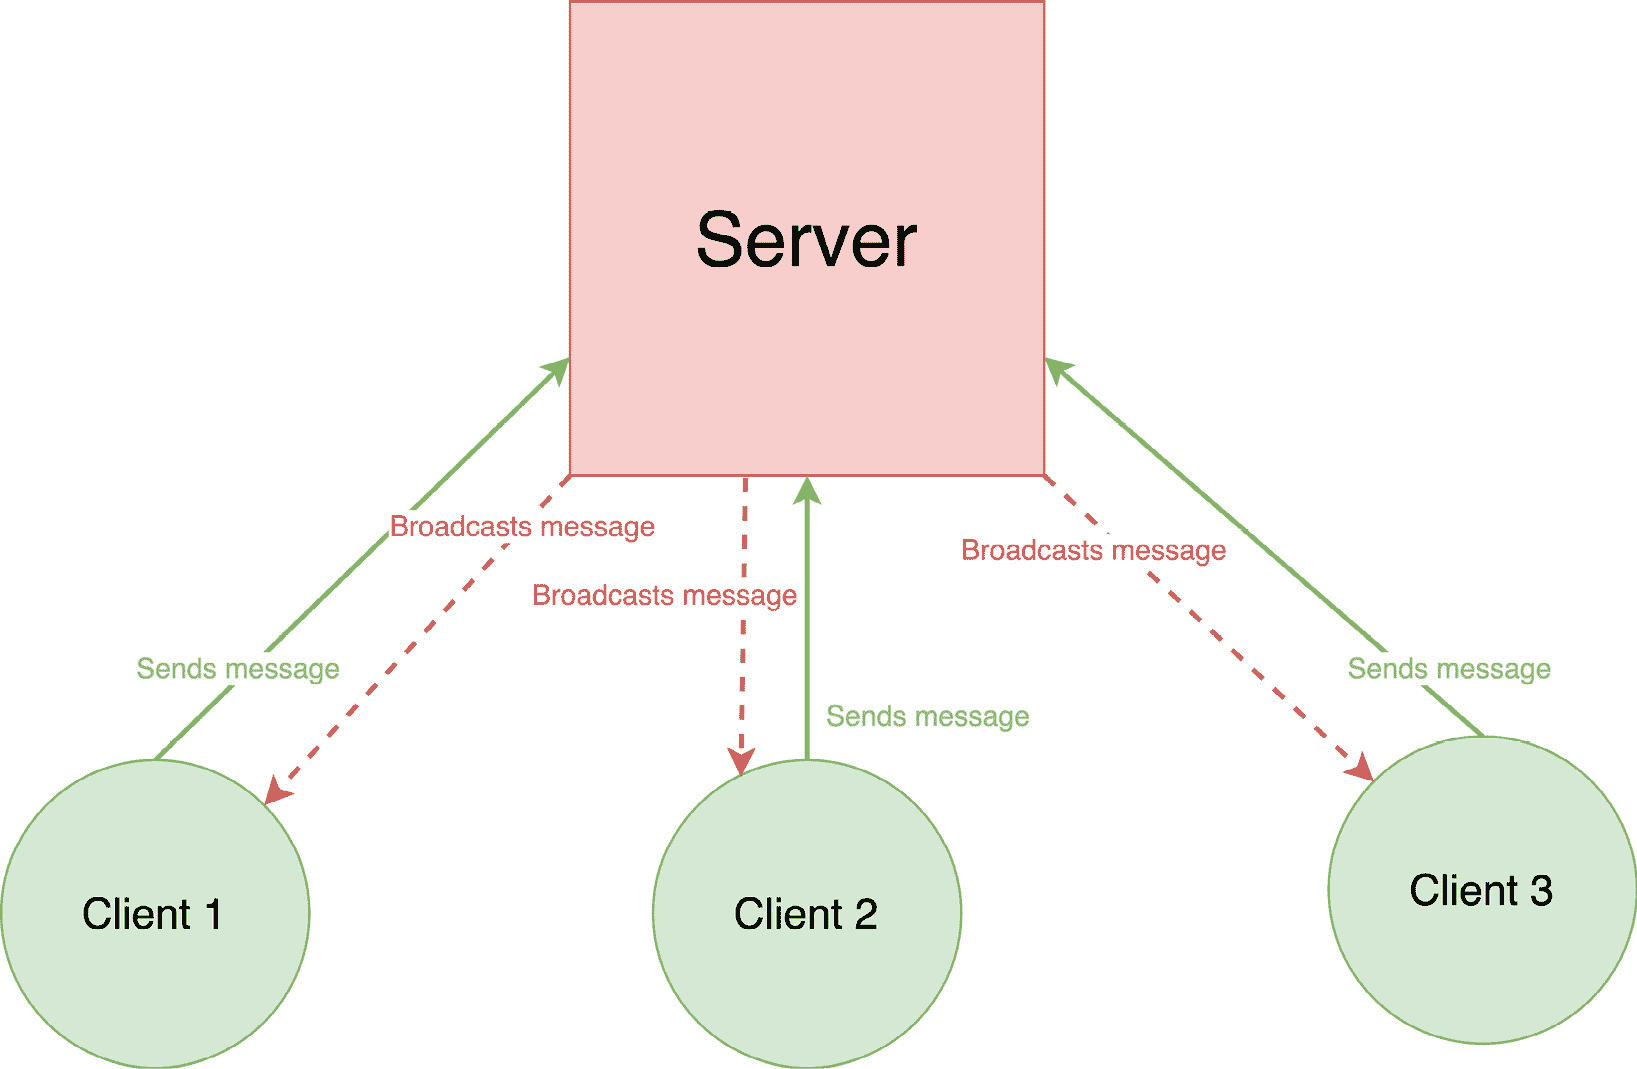 Server
Broadcasts message
Broadcasts message
Broadcasts message
Sends message
Sends message
Sends message
Client 1
Client 2
Client 3